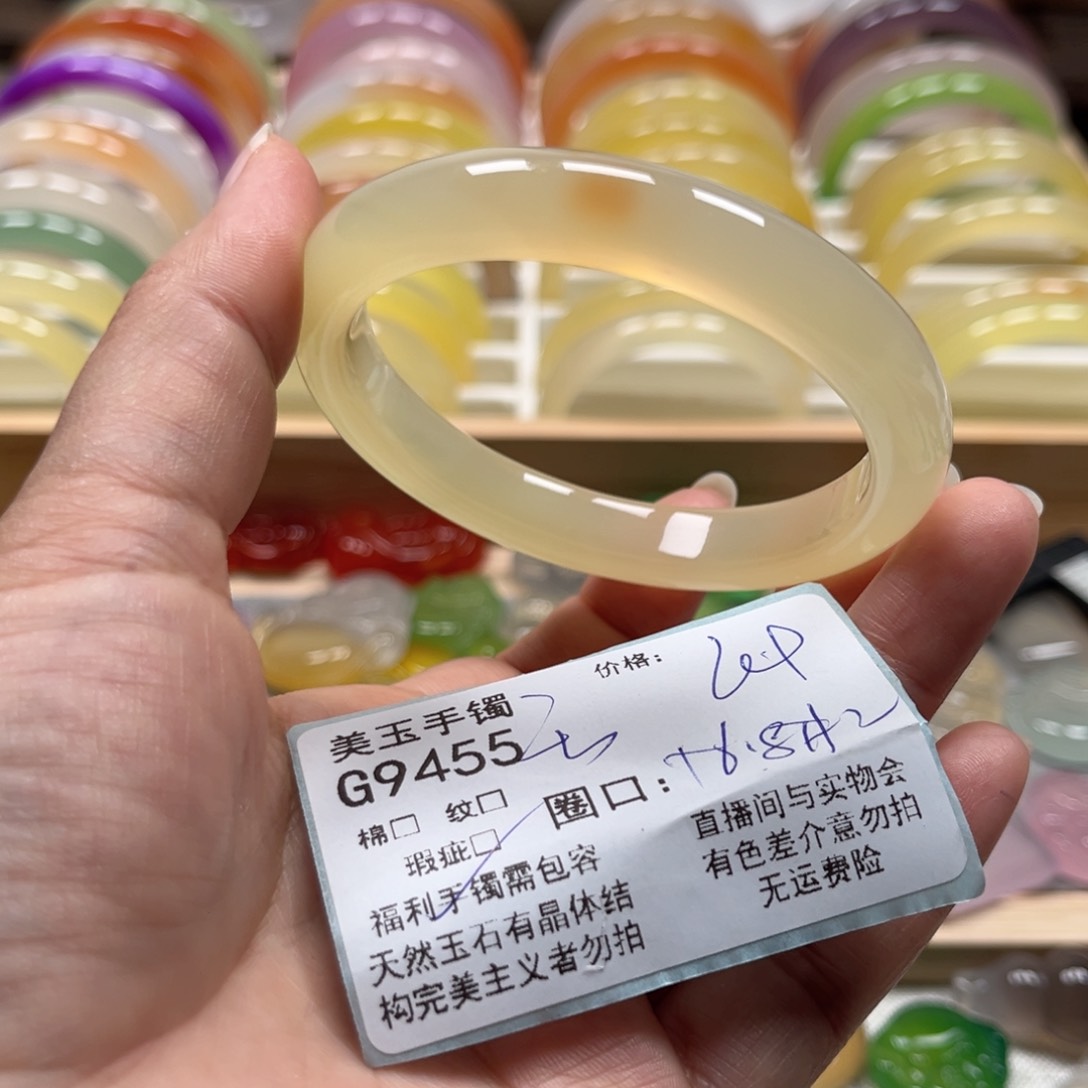 价格：
美玉手镯
G9455
棉□ 纹□
圈口：
瑕疵□
福利手镯需包容
天然玉石有晶体结
构完美主义者勿拍
直播间与实物会
有色差介意勿拍
无运费险